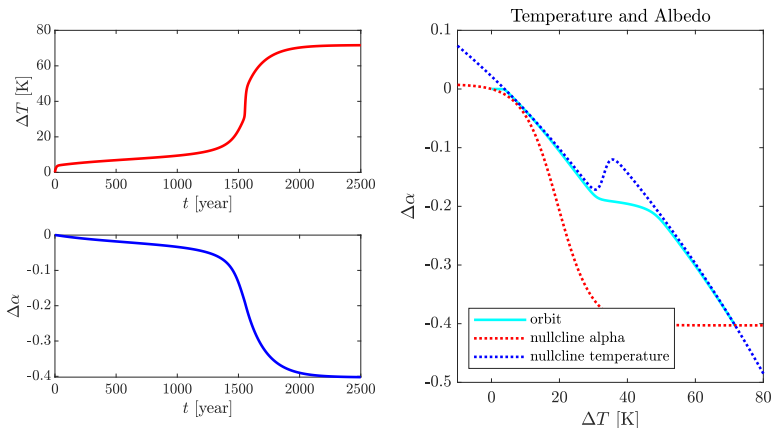 80
60
40
20
0
ΔT [K]
0 500 1000 1500 2000 2500
t [year]
0
-0.1
-0.2
-0.3
-0.4
Δα
0 500 1000 1500 2000 2500
t [year]
Temperature and Albedo
0.1
0
-0.1
-0.2
-0.3
-0.4
-0.5
Δα
orbit
nullcline alpha
nullcline temperature
0 20 40 60 80
ΔT [K]